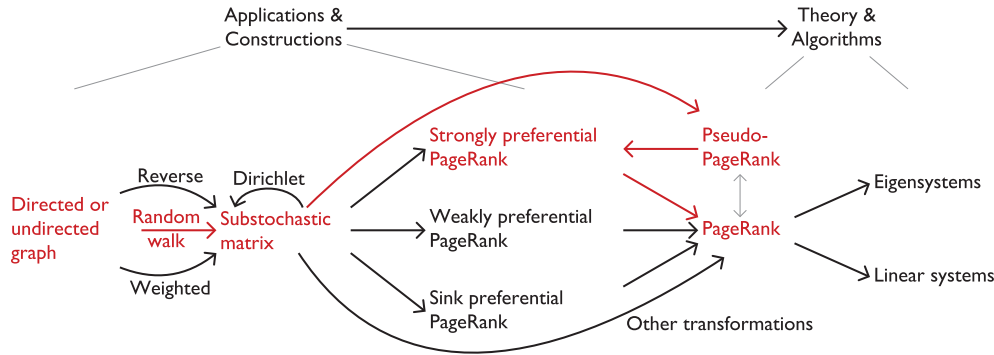 Applications &
Constructions
Theory &
Algorithms
Strongly preferential
PageRank
Pseudo-
PageRank
Reverse
Dirichlet
Directed or
undirected
graph
Random
walk
Substochastic
matrix
Weakly preferential
PageRank
PageRank
Eigensystems
Weighted
Sink preferential
PageRank
Linear systems
Other transformations